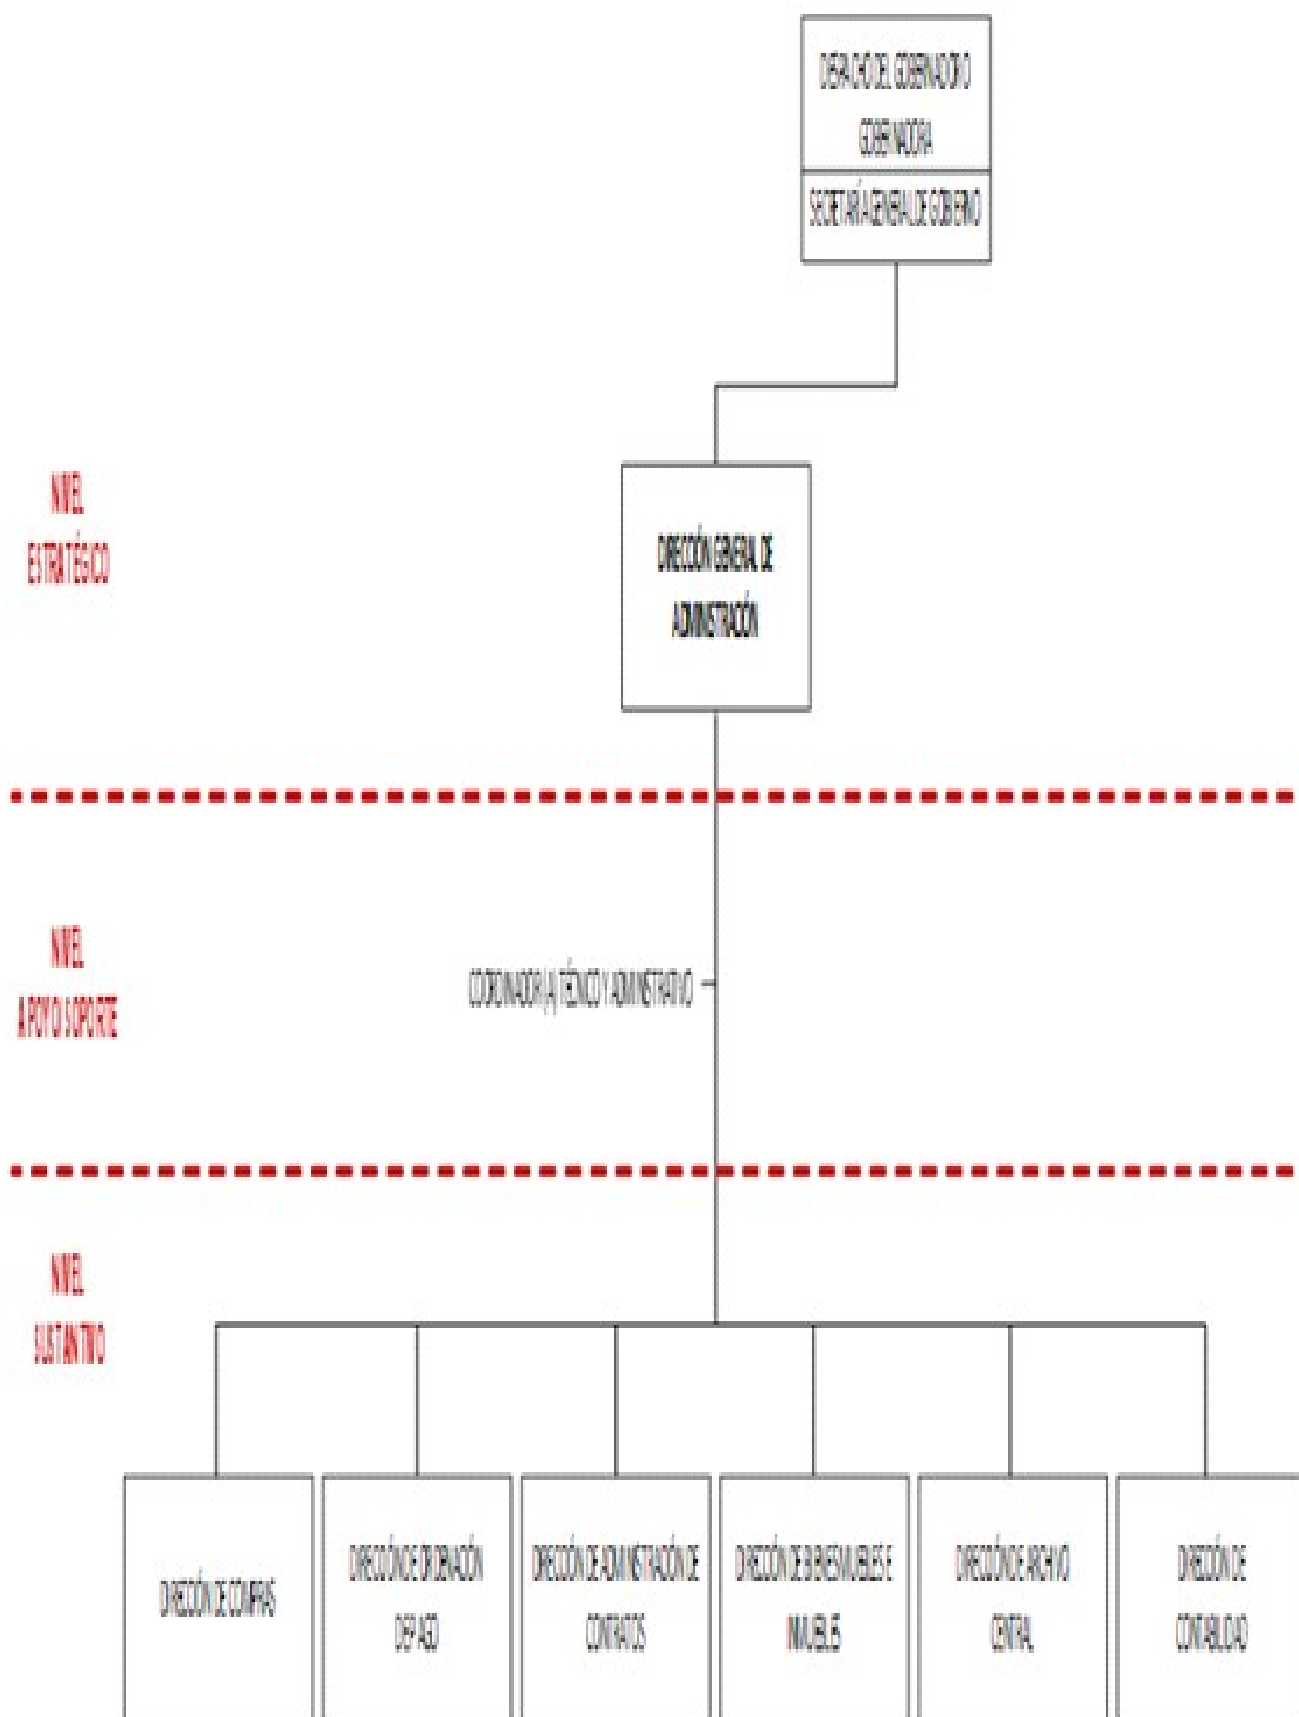 DESPACHO DEL GOBERNADOR O
GOBERNADORA
SECRETARÍA GENERAL DE GOBIERNO
NIVEL
ESTRATÉGICO
DIRECCIÓN GENERAL DE
ADMINISTRACIÓN
NIVEL
APOYO/SOPORTE
COORDINADOR(A) TÉCNICO Y ADMINISTRATIVO
NIVEL
SUSTANTIVO
DIRECCIÓN DE COMPRAS
DIRECCIÓN DE ORDENACIÓN
DE PAGO
DIRECCIÓN DE ADMINISTRACIÓN DE
CONTRATOS
DIRECCIÓN DE BIENES MUEBLES E
INMUEBLES
DIRECCIÓN DE ARCHIVO
CENTRAL
DIRECCIÓN DE
CONTABILIDAD